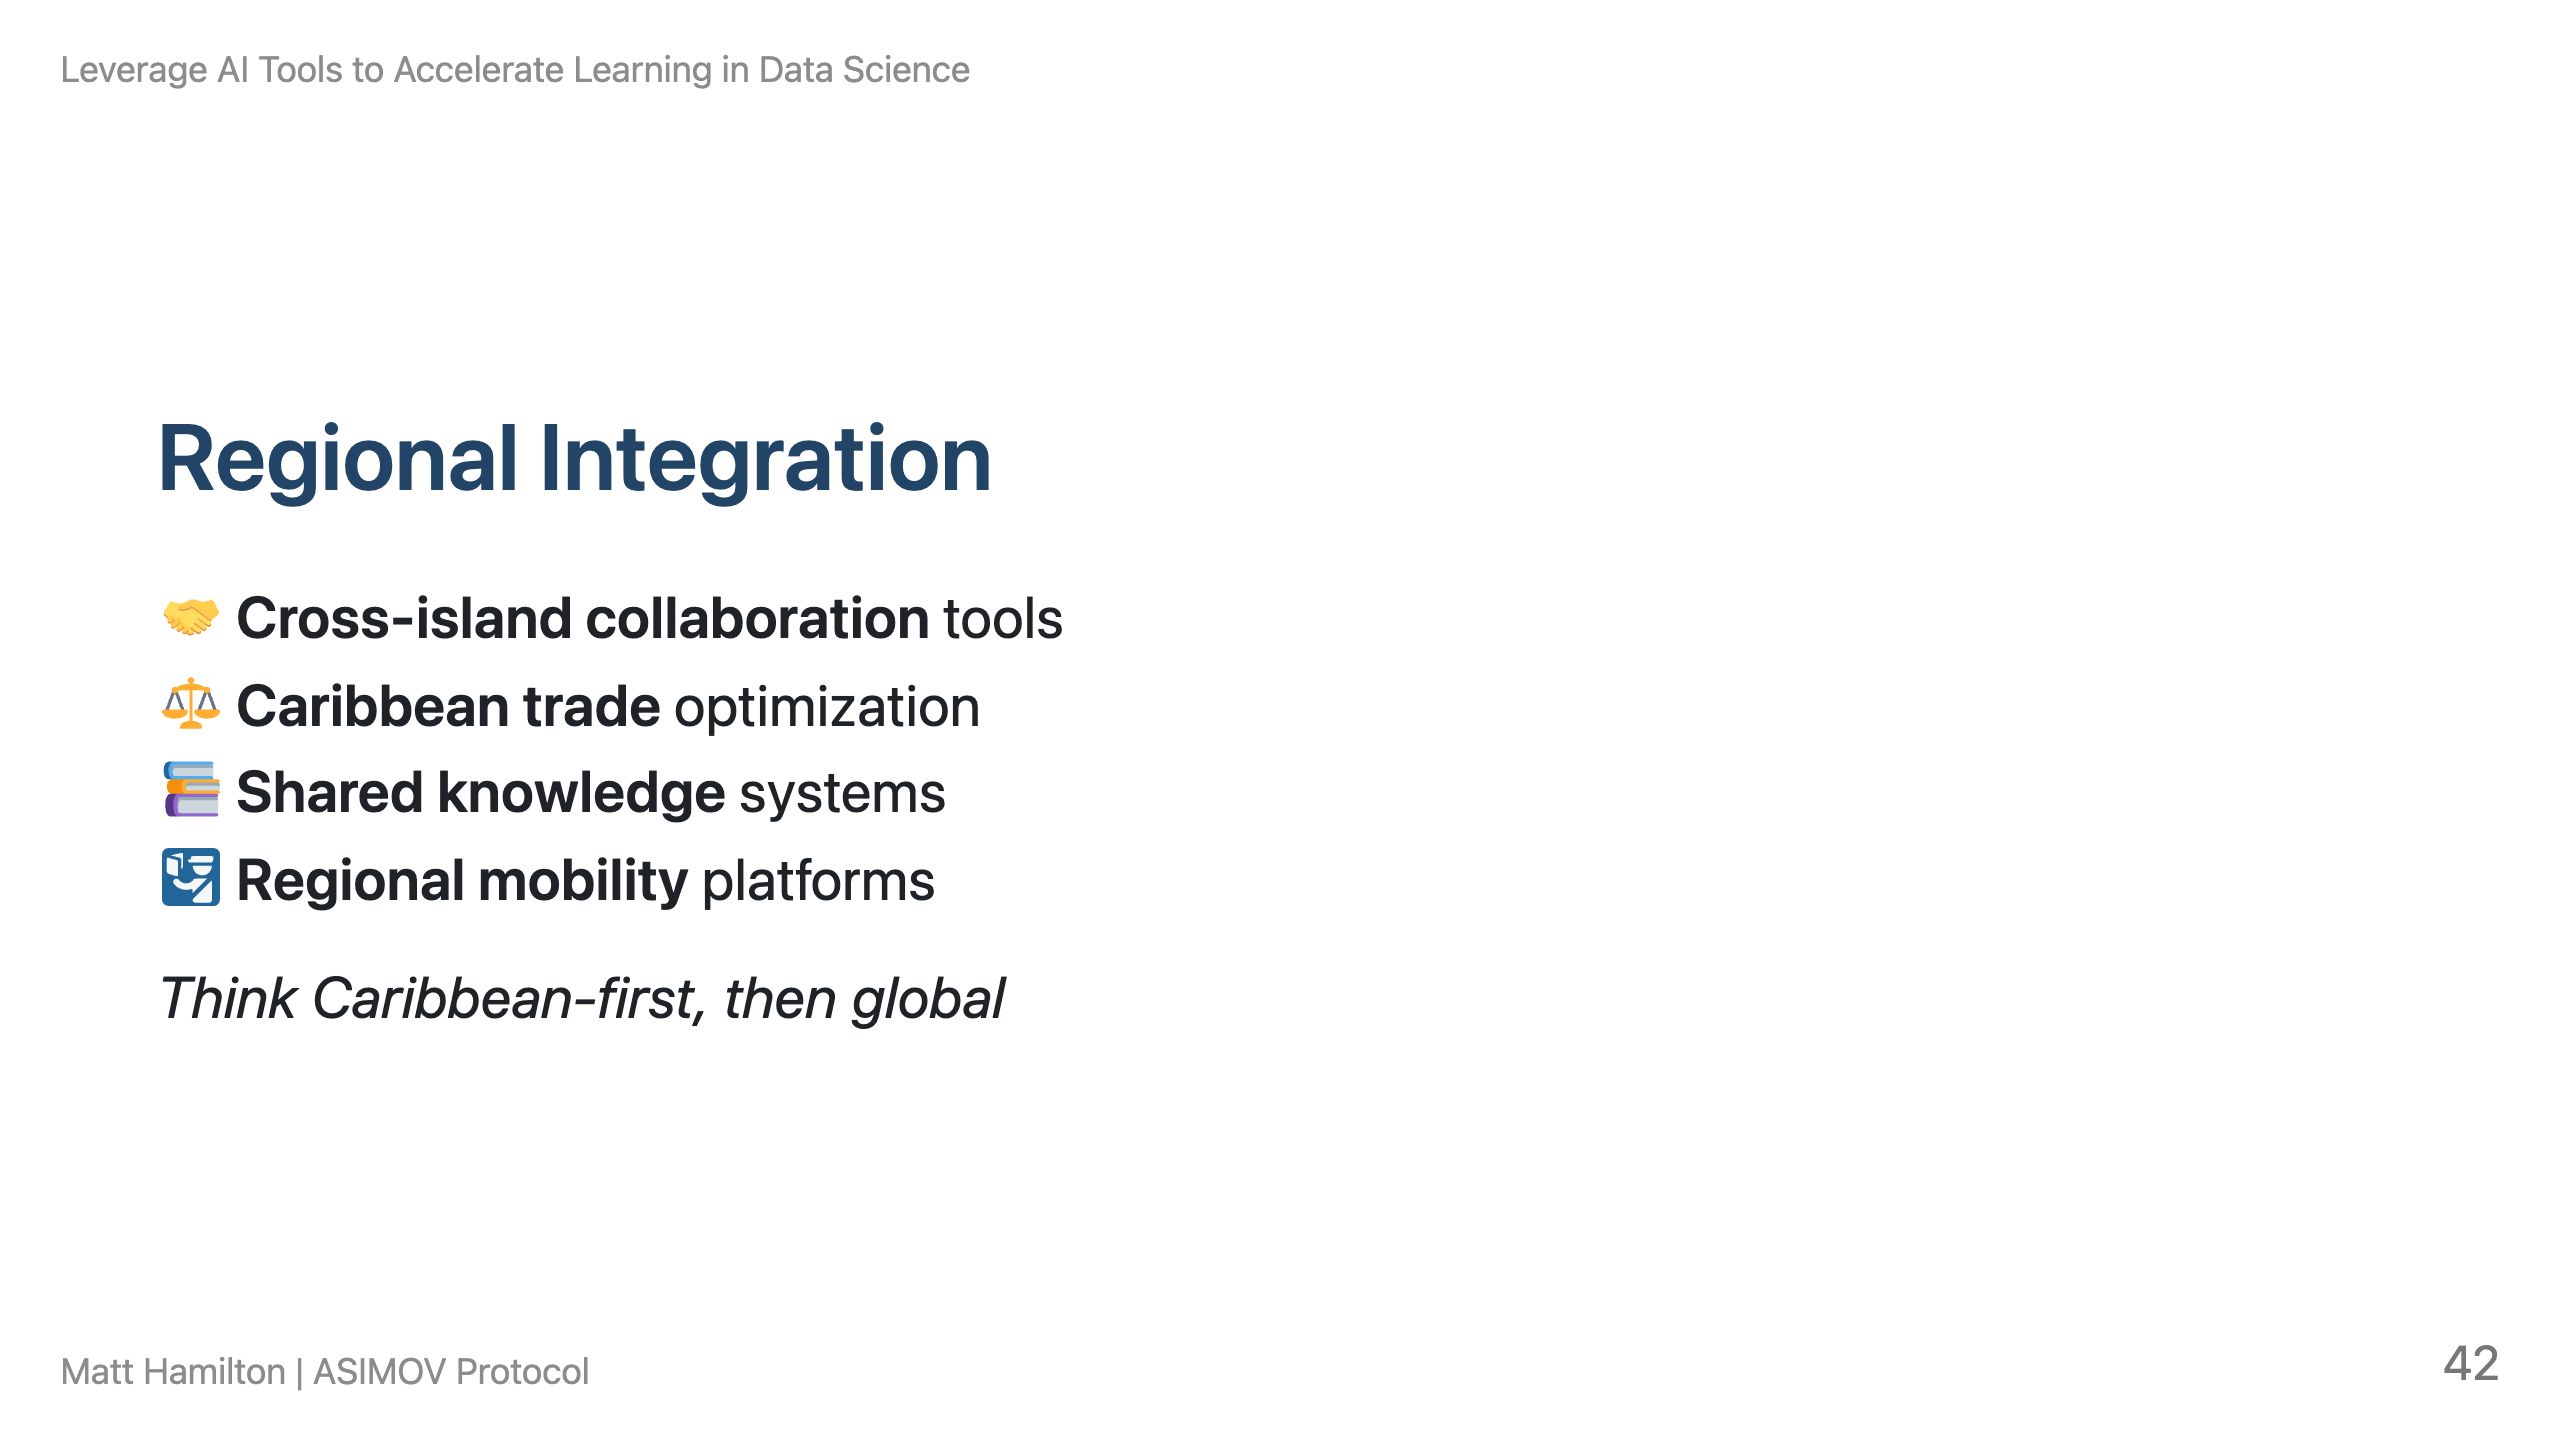 Leverage AI Tools to Accelerate Learning in Data Science
Regional Integration
🤝 Cross-island collaboration tools
⚖️ Caribbean trade optimization
📚 Shared knowledge systems
🛂 Regional mobility platforms
Think Caribbean-first, then global
Matt Hamilton | ASIMOV Protocol
42